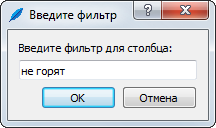 Введите фильтр
Введите фильтр для столбца:
не горят
OK
Отмена